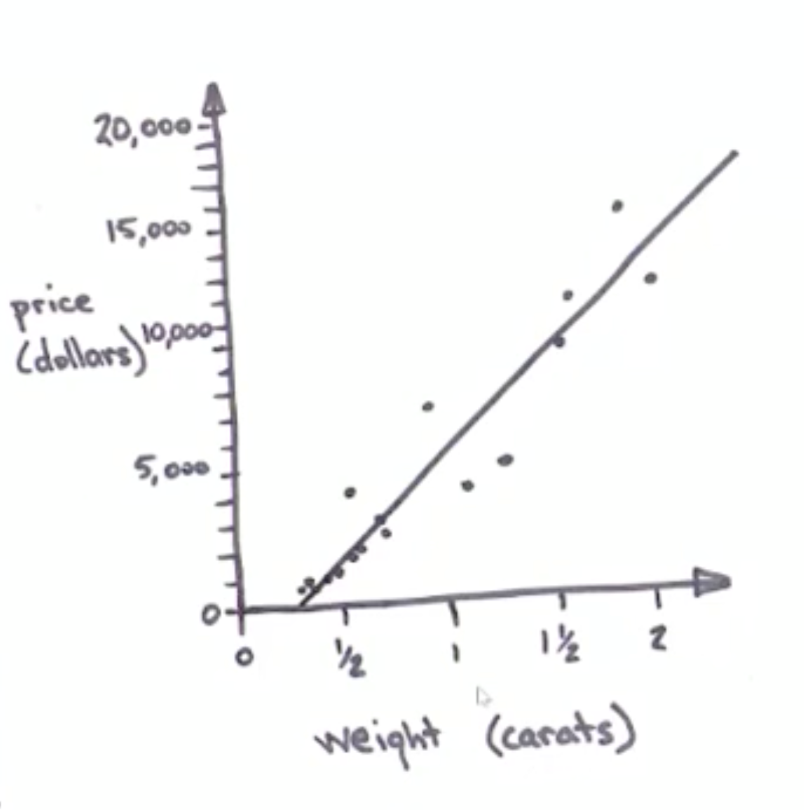 20,000
15,000
price
(dollars)
10,000
5,000
0
0 1/2 1 1 1/2 2
weight (carats)